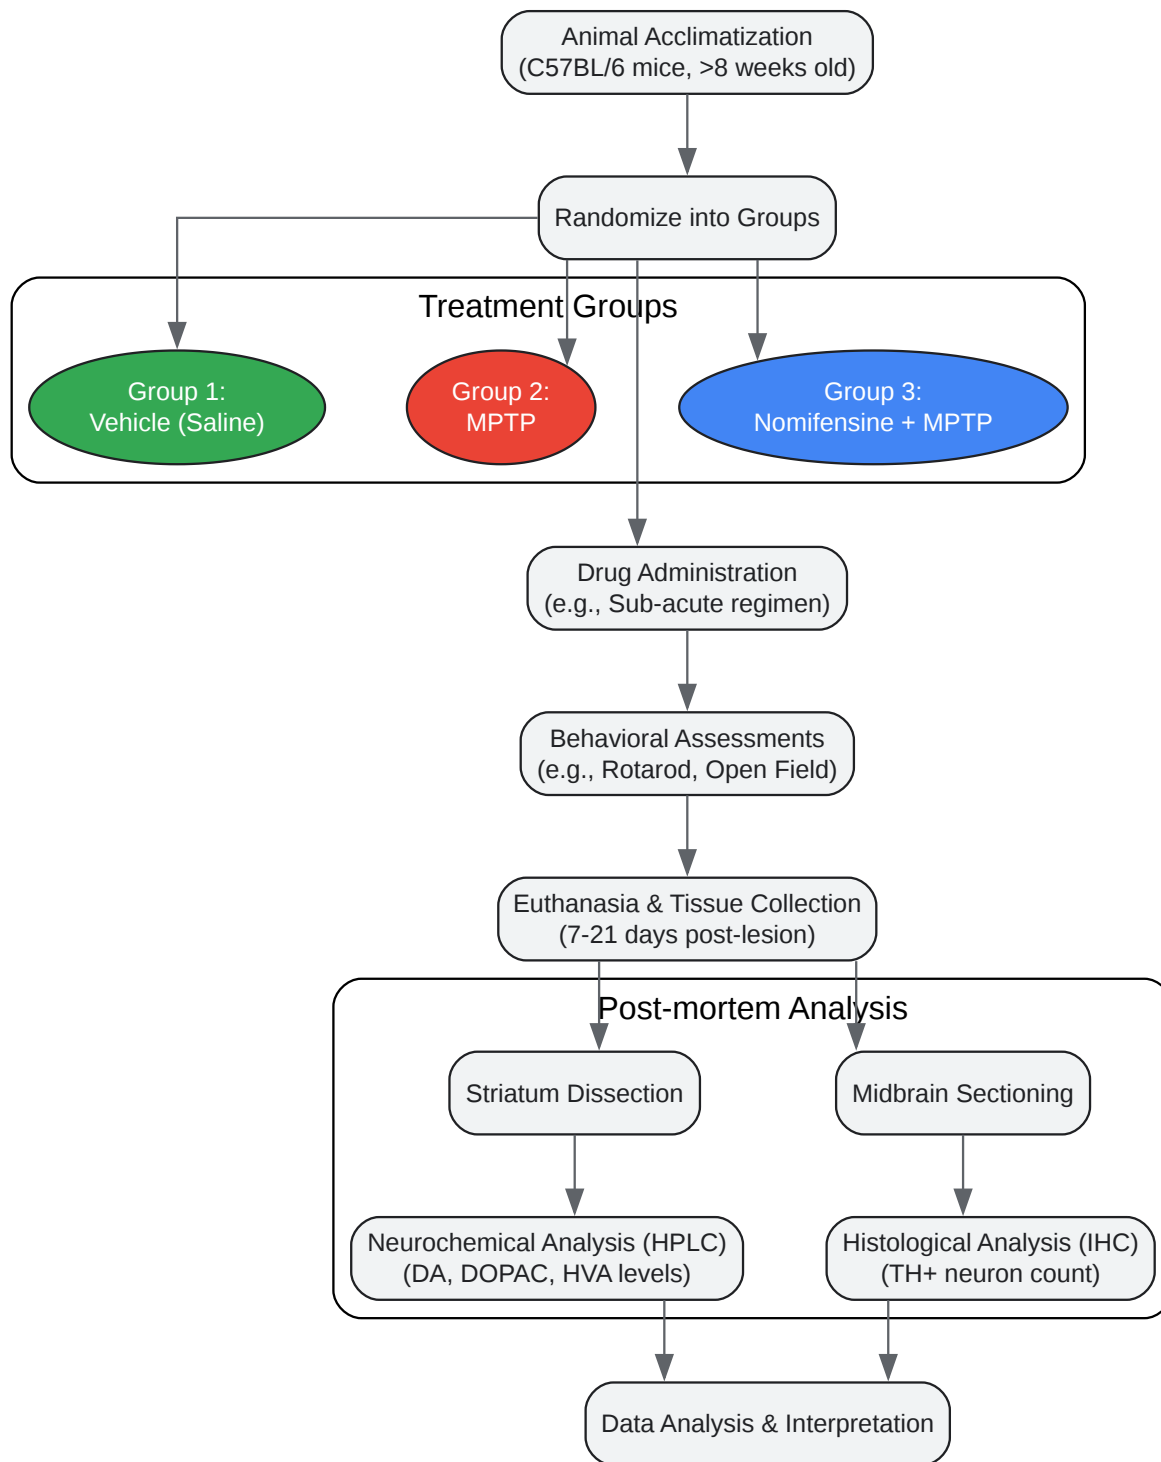 Animal Acclimatization
(C57BL/6 mice, >8 weeks old)
Randomize into Groups
Treatment Groups
Group 1:
Vehicle (Saline)
Group 2:
MPTP
Group 3:
Nomifensine + MPTP
Drug Administration
(e.g., Sub-acute regimen)
Behavioral Assessments
(e.g., Rotarod, Open Field)
Euthanasia & Tissue Collection
(7-21 days post-lesion)
Post-mortem Analysis
Striatum Dissection
Midbrain Sectioning
Neurochemical Analysis (HPLC)
(DA, DOPAC, HVA levels)
Histological Analysis (IHC)
(TH+ neuron count)
Data Analysis & Interpretation